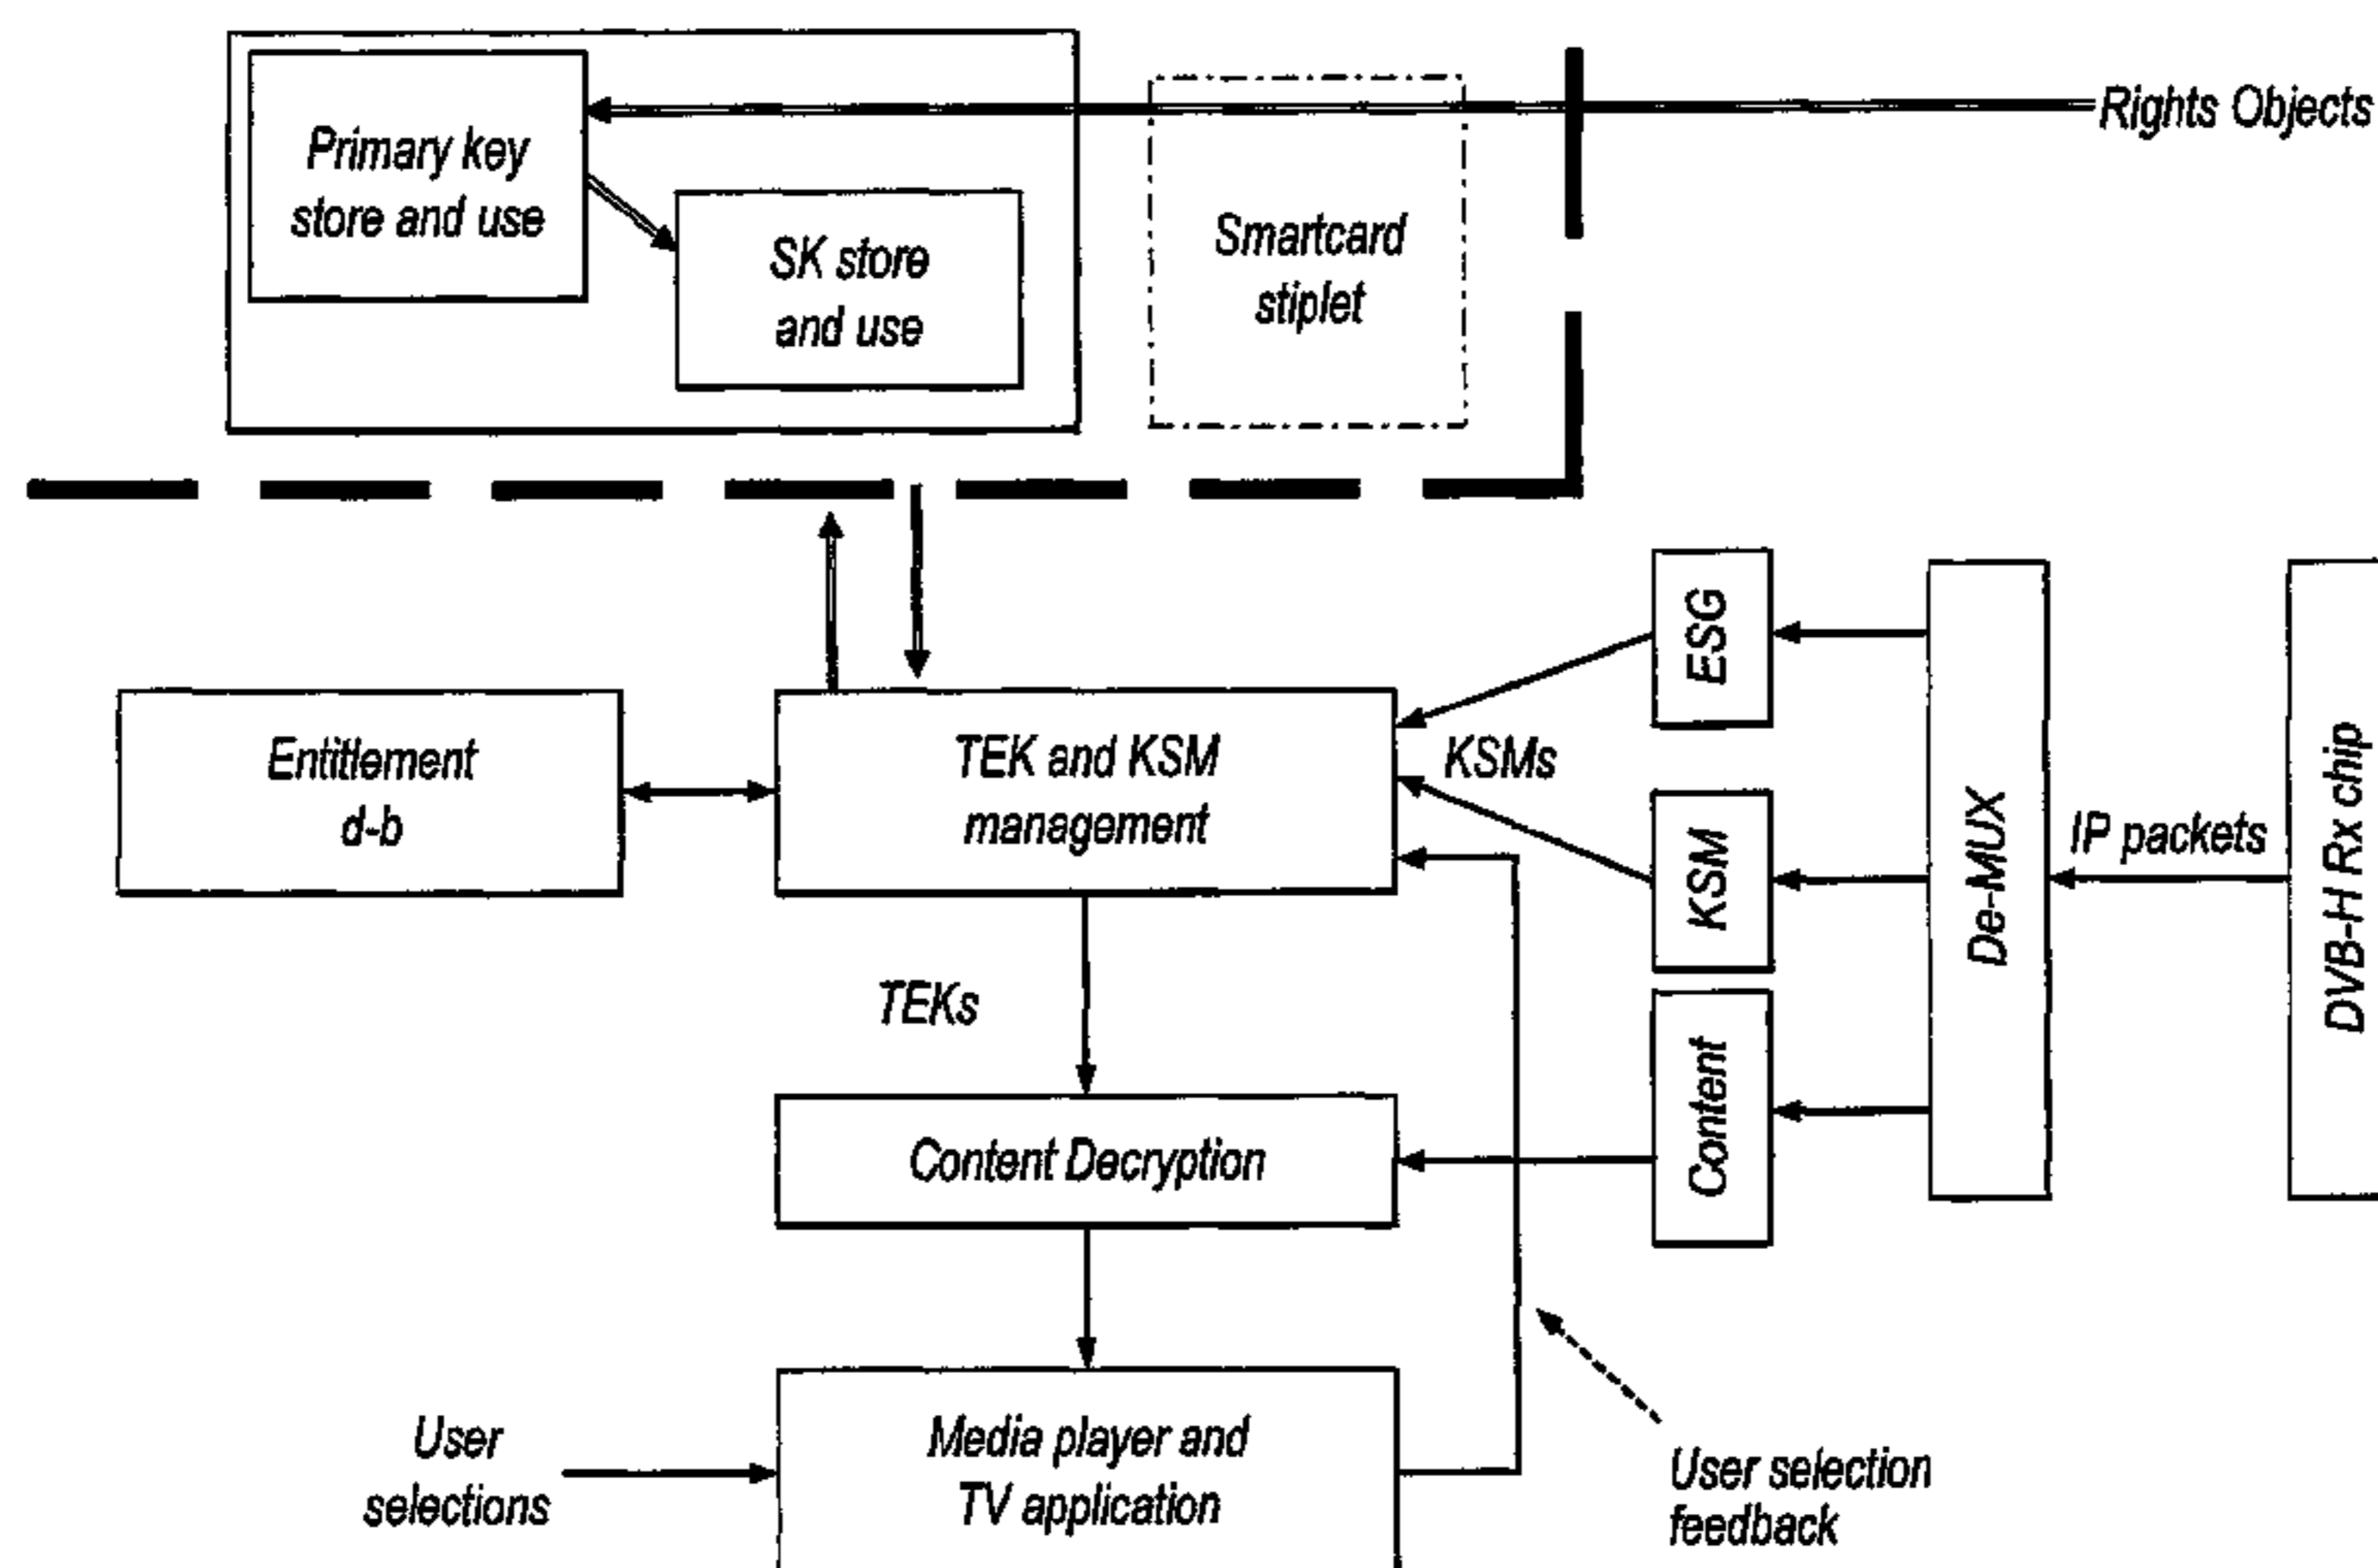 Rights Objects
Primary key
store and use
SK store
and use
Smartcard
stiplet
Entitlement
d-b
TEK and KSM
management
KSMs
ESG
KSM
Content
De-MUX
IP packets
DVB-H Rx chip
TEKs
Content Decryption
User
selections
Media player and
TV application
User selection
feedback